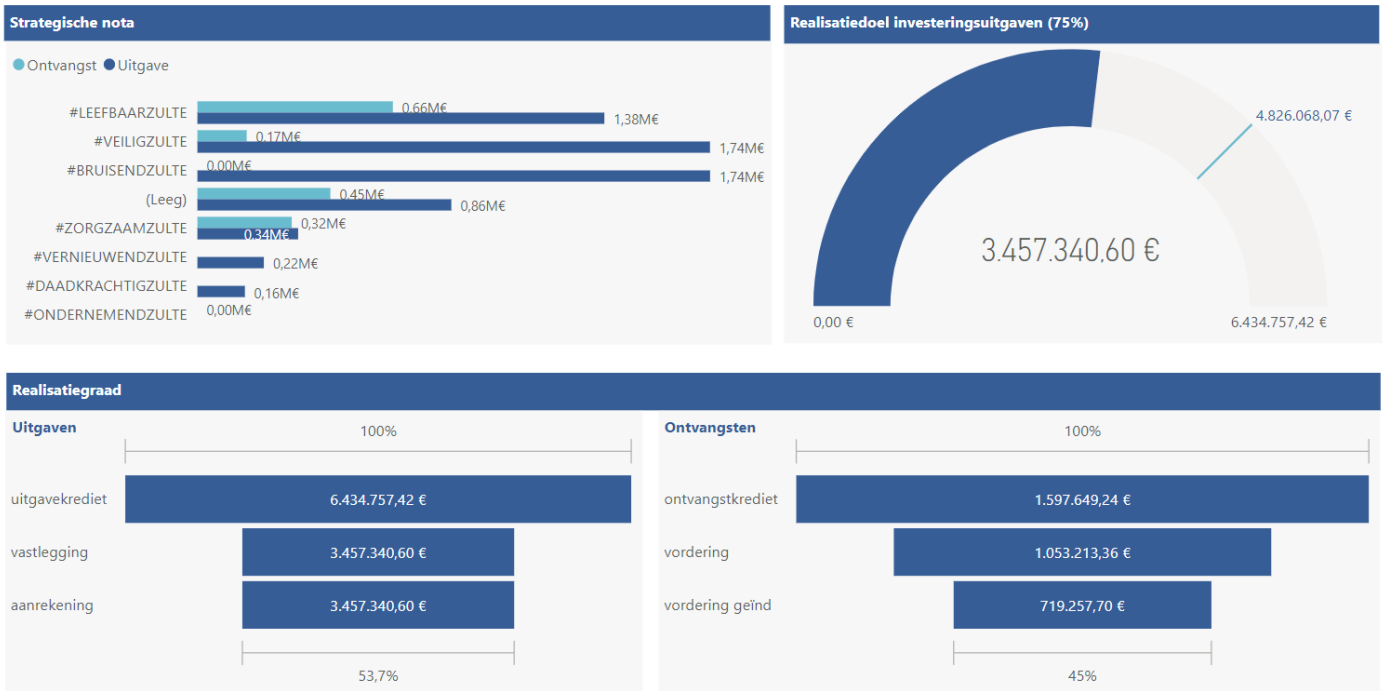 Strategische nota
Ontvangst Uitgave
#LEEFBAARZULTE 0.66M€
1,38M€
#VEILIGZULTE 0.17M€
1,74M€
#BRUISENDZULTE 0.00M€
1,74M€
(Leeg) 0.45M€
0,86M€
#ZORGZAAMZULTE 0,32M€
0.34M€
#VERNIEUWENDZULTE 0,22M€
#DAADKRACHTIGZULTE 0,16M€
#ONDERNEMENDZULTE 0,00M€
Realisatiedoel investeringsuitgaven (75%)
4.826.068,07 €
3.457.340,60 €
0,00 € 6.434.757,42 €
Realisatiegraad
Uitgaven
100%
uitgavekrediet 6.434.757,42 €
vastlegging 3.457.340,60 €
aanrekening 3.457.340,60 €
53,7%
Ontvangsten
100%
ontvangstkrediet 1.597.649,24 €
vordering 1.053.213,36 €
vordering geïnd 719.257,70 €
45%